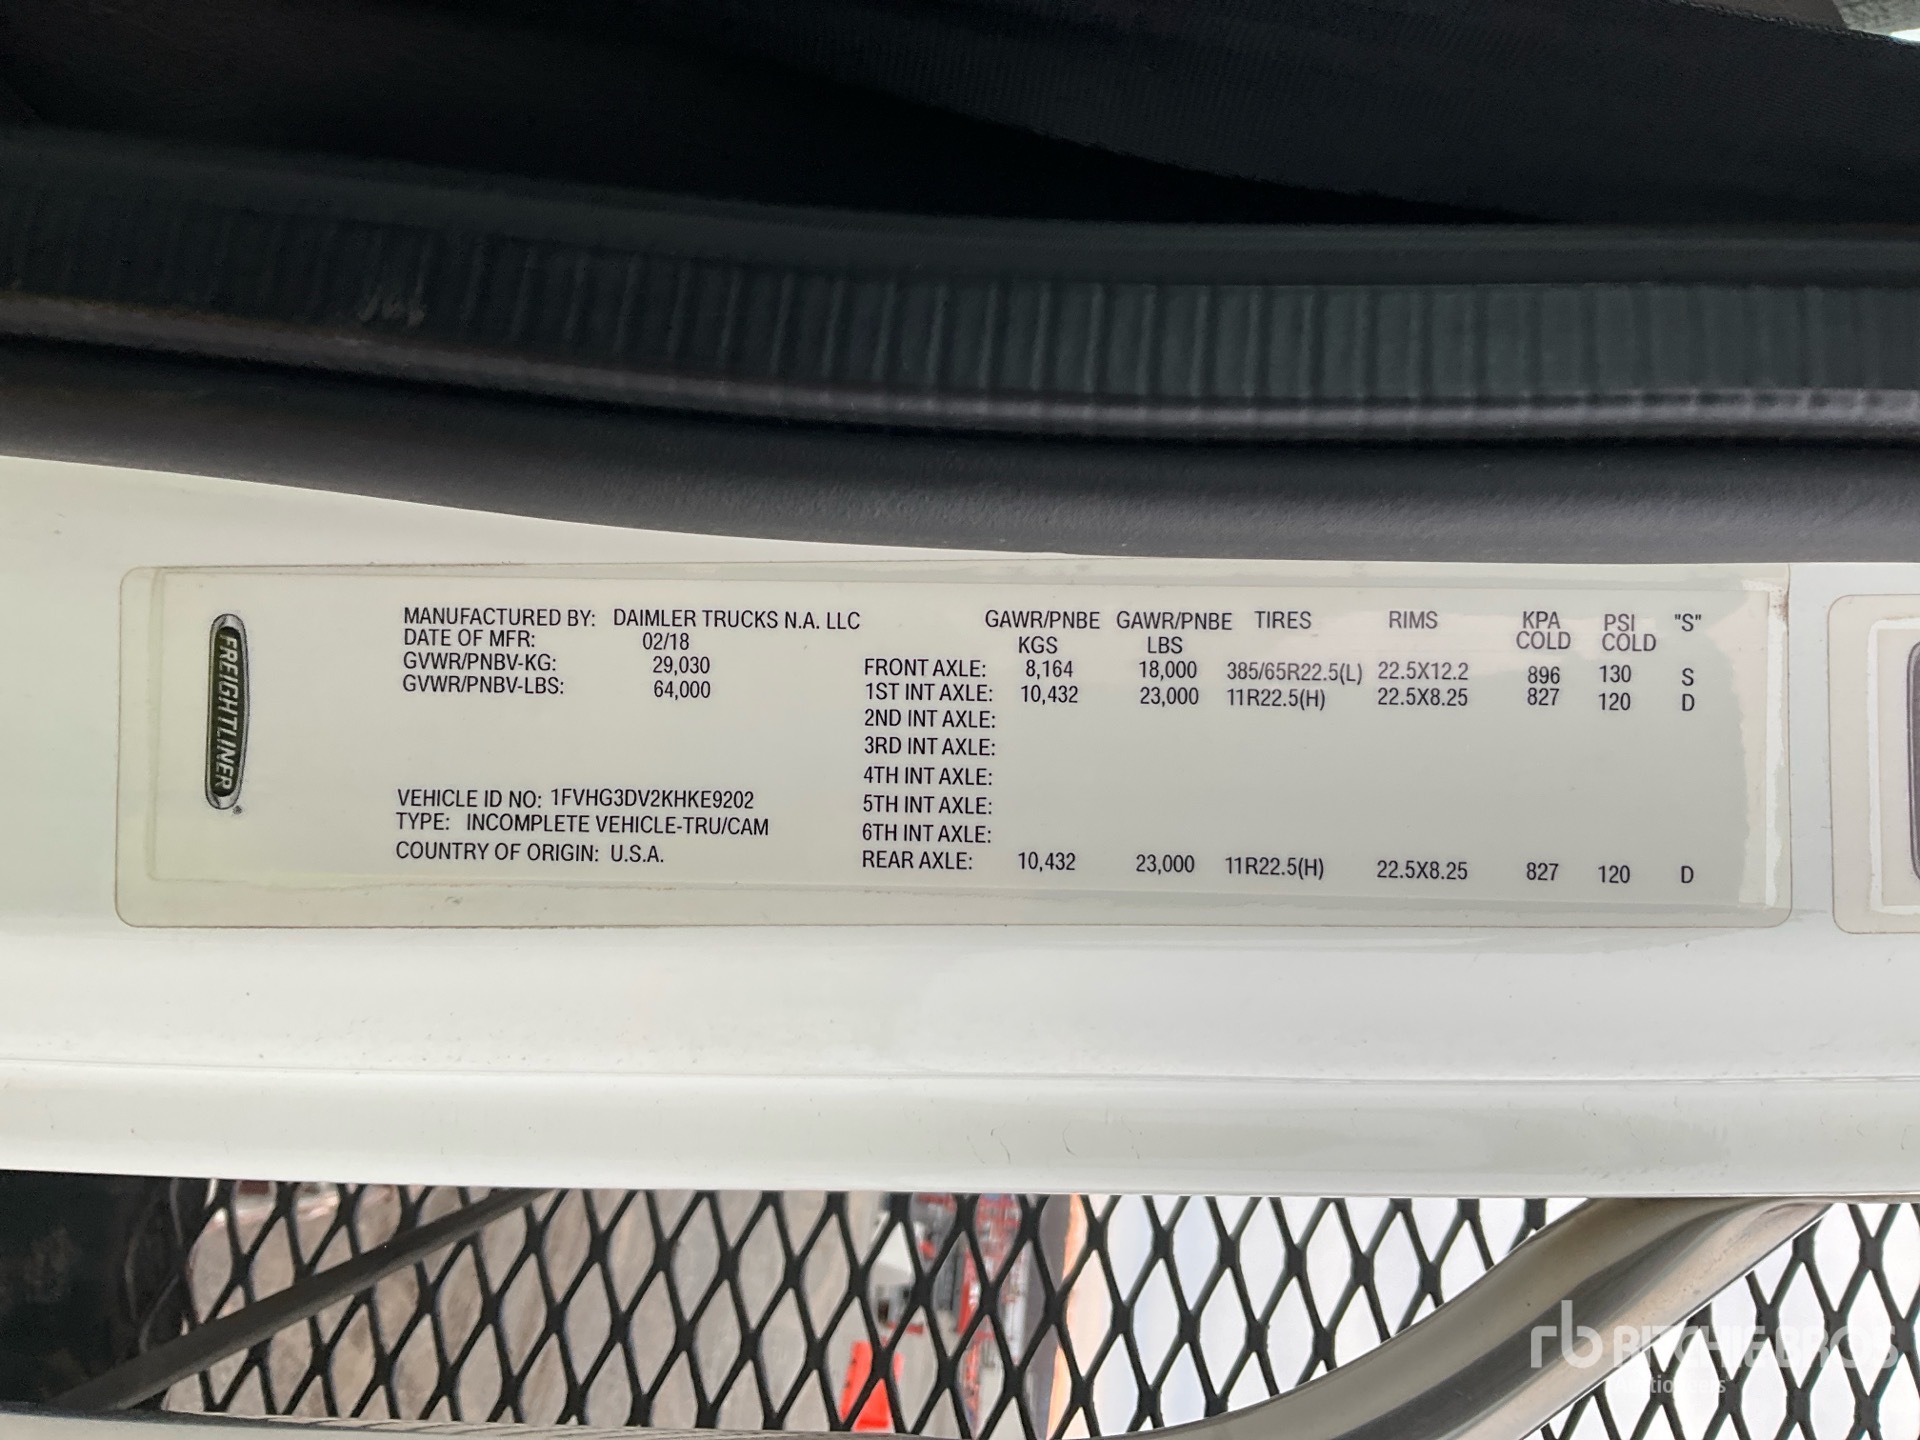 FREIGHTLINER
MANUFACTURED BY: DAIMLER TRUCKS N.A. LLC
DATE OF MFR: 02/18
GVWR/PNBV-KG: 29,030
GVWR/PNBV-LBS: 64,000
VEHICLE ID NO: 1FVHG3DV2KHKE9202
TYPE: INCOMPLETE VEHICLE-TRU/CAM
COUNTRY OF ORIGIN: U.S.A.
GAWR/PNBE KGS GAWR/PNBE LBS TIRES RIMS KPA COLD PSI COLD "S"
FRONT AXLE: 8,164 18,000 385/65R22.5(L) 22.5X12.2 896 130 S
1ST INT AXLE: 10,432 23,000 11R22.5(H) 22.5X8.25 827 120 D
2ND INT AXLE:
3RD INT AXLE:
4TH INT AXLE:
5TH INT AXLE:
6TH INT AXLE:
REAR AXLE: 10,432 23,000 11R22.5(H) 22.5X8.25 827 120 D
rb RITCHIE BROS
Auctioneers